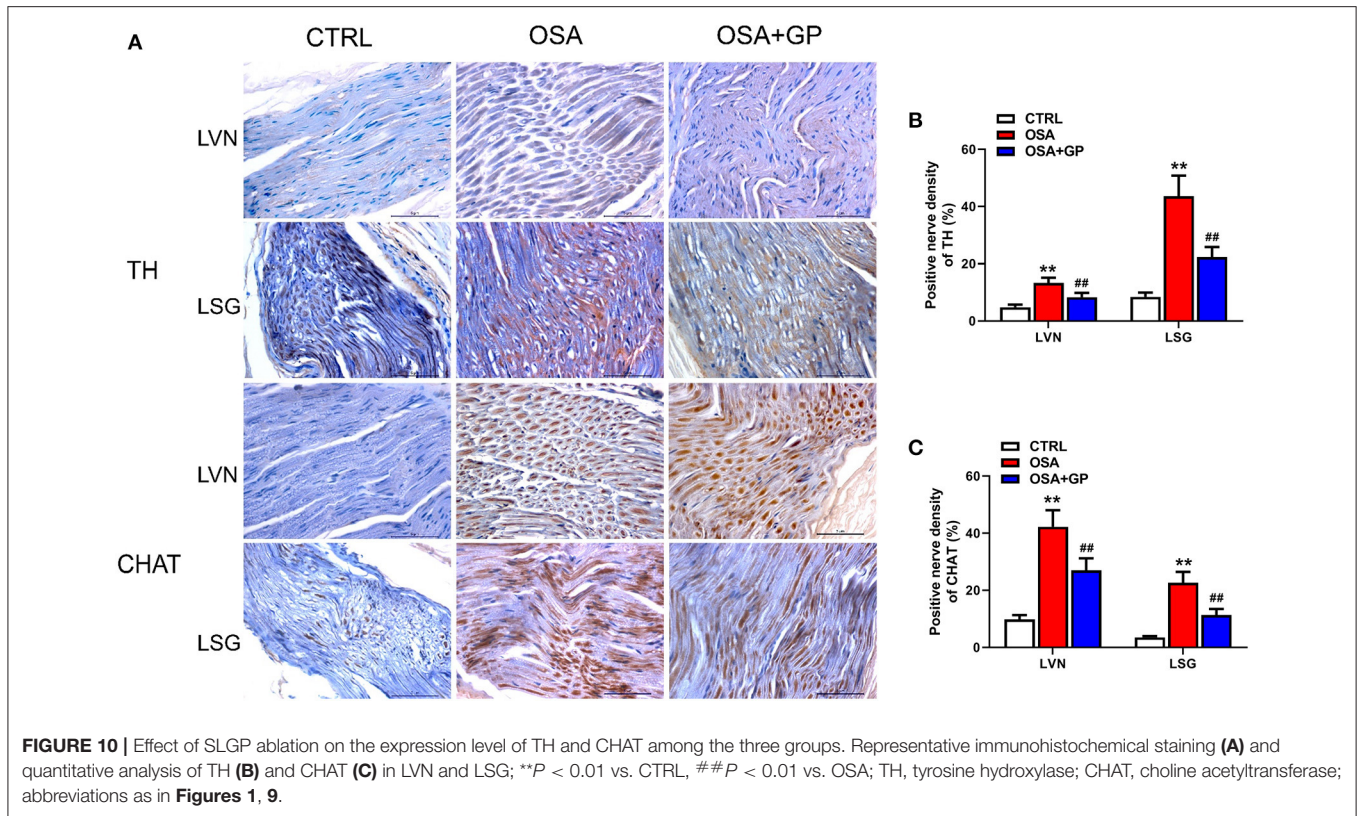 A
CTRL OSA OSA+GP
LVN
TH
LSG
LVN
CHAT
LSG
B
CTRL
OSA
OSA+GP
Positive nerve density
of TH (%)
60
40
20
0
** ## ** ##
LVN LSG
C
CTRL
OSA
OSA+GP
Positive nerve density
of CHAT (%)
60
40
20
0
** ## ** ##
LVN LSG
FIGURE 10 | Effect of SLGP ablation on the expression level of TH and CHAT among the three groups. Representative immunohistochemical staining (A) and
quantitative analysis of TH (B) and CHAT (C) in LVN and LSG; **P < 0.01 vs. CTRL, ##P < 0.01 vs. OSA; TH, tyrosine hydroxylase; CHAT, choline acetyltransferase;
abbreviations as in Figures 1, 9.